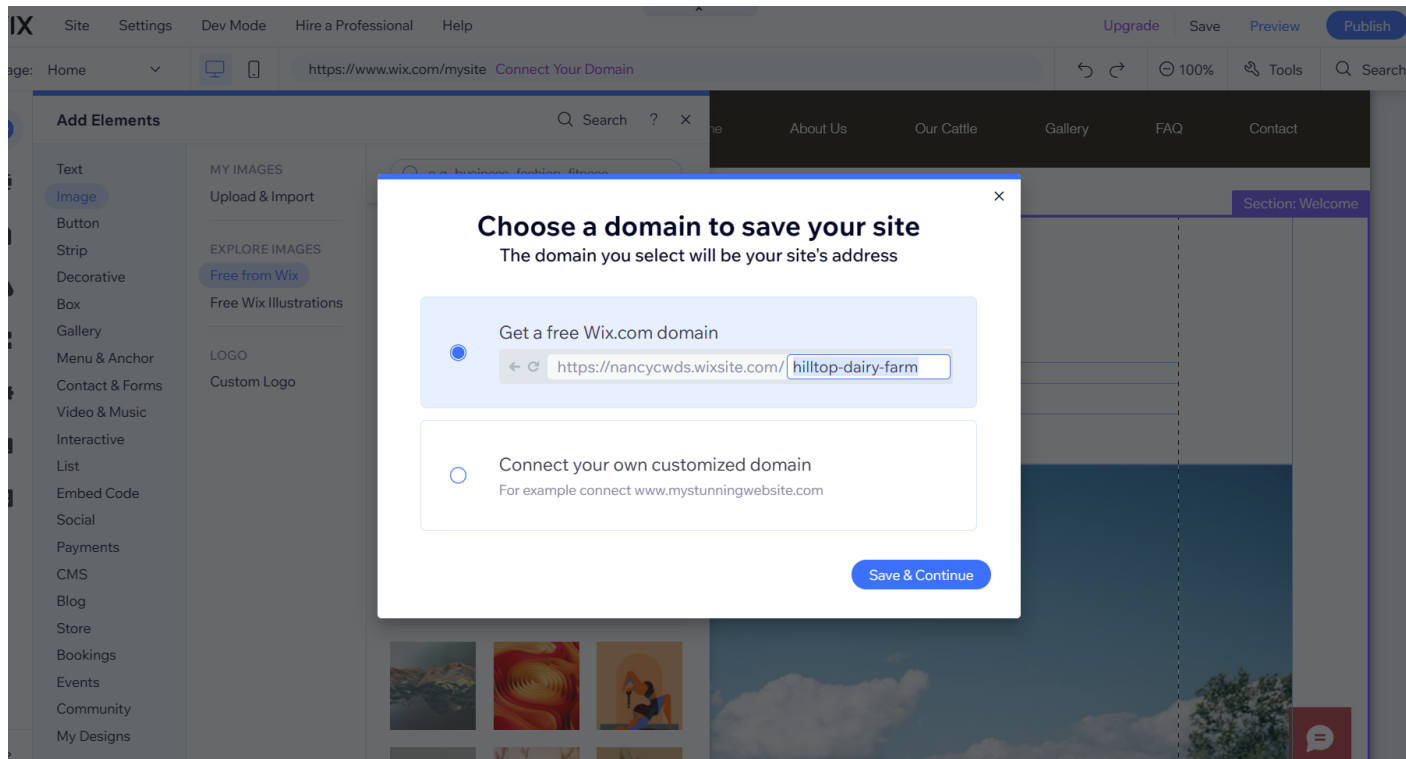 IX Site Settings Dev Mode Hire a Professional Help Upgrade Save Preview Publish
age: Home https://www.wix.com/mysite Connect Your Domain 100% Tools Search
Add Elements Search ? ×
About Us Our Cattle Gallery FAQ Contact
Section: Welcome
Text
Image
Button
Strip
Decorative
Box
Gallery
Menu & Anchor
Contact & Forms
Video & Music
Interactive
List
Embed Code
Social
Payments
CMS
Blog
Store
Bookings
Events
Community
My Designs
MY IMAGES
Upload & Import
EXPLORE IMAGES
Free from Wix
Free Wix Illustrations
LOGO
Custom Logo
e.g. business, fashion, fitness
Choose a domain to save your site
The domain you select will be your site's address
Get a free Wix.com domain
https://nancycwds.wixsite.com/ hilltop-dairy-farm
Connect your own customized domain
For example connect www.mystunningwebsite.com
Save & Continue